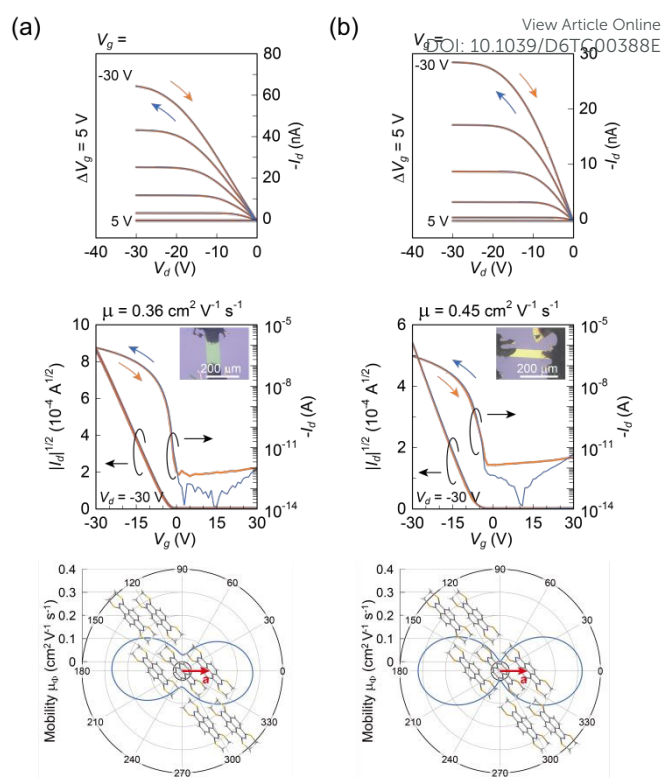 (a)
V_g =
-30 V
ΔV_g = 5 V
5 V
80
60
40
20
0
-I_d (nA)
-40 -30 -20 -10 0
V_d (V)
(b)
View Article Online
DOI: 10.1039/D6TC00388E
V_g =
-30 V
ΔV_g = 5 V
5 V
30
20
10
0
-I_d (nA)
-40 -30 -20 -10 0
V_d (V)
μ = 0.36 cm² V⁻¹ s⁻¹
10
8
6
4
2
0
|I_d|^1/2 (10⁻⁴ A^1/2)
200 μm
V_d = -30 V
10⁻⁵
10⁻⁸
10⁻¹¹
10⁻¹⁴
-I_d (A)
-30 -15 0 15 30
V_g (V)
μ = 0.45 cm² V⁻¹ s⁻¹
6
4
2
0
|I_d|^1/2 (10⁻⁴ A^1/2)
200 μm
V_d = -30 V
10⁻⁵
10⁻⁸
10⁻¹¹
10⁻¹⁴
-I_d (A)
-30 -15 0 15 30
V_g (V)
Mobility μ_Φ (cm² V⁻¹ s⁻¹)
0.4
0.3
0.2
0.1
0
90
120 60
150 30
180 0
210 330
240 300
270
a
Mobility μ_Φ (cm² V⁻¹ s⁻¹)
0.4
0.3
0.2
0.1
0
90
120 60
150 30
180 0
210 330
240 300
270
a